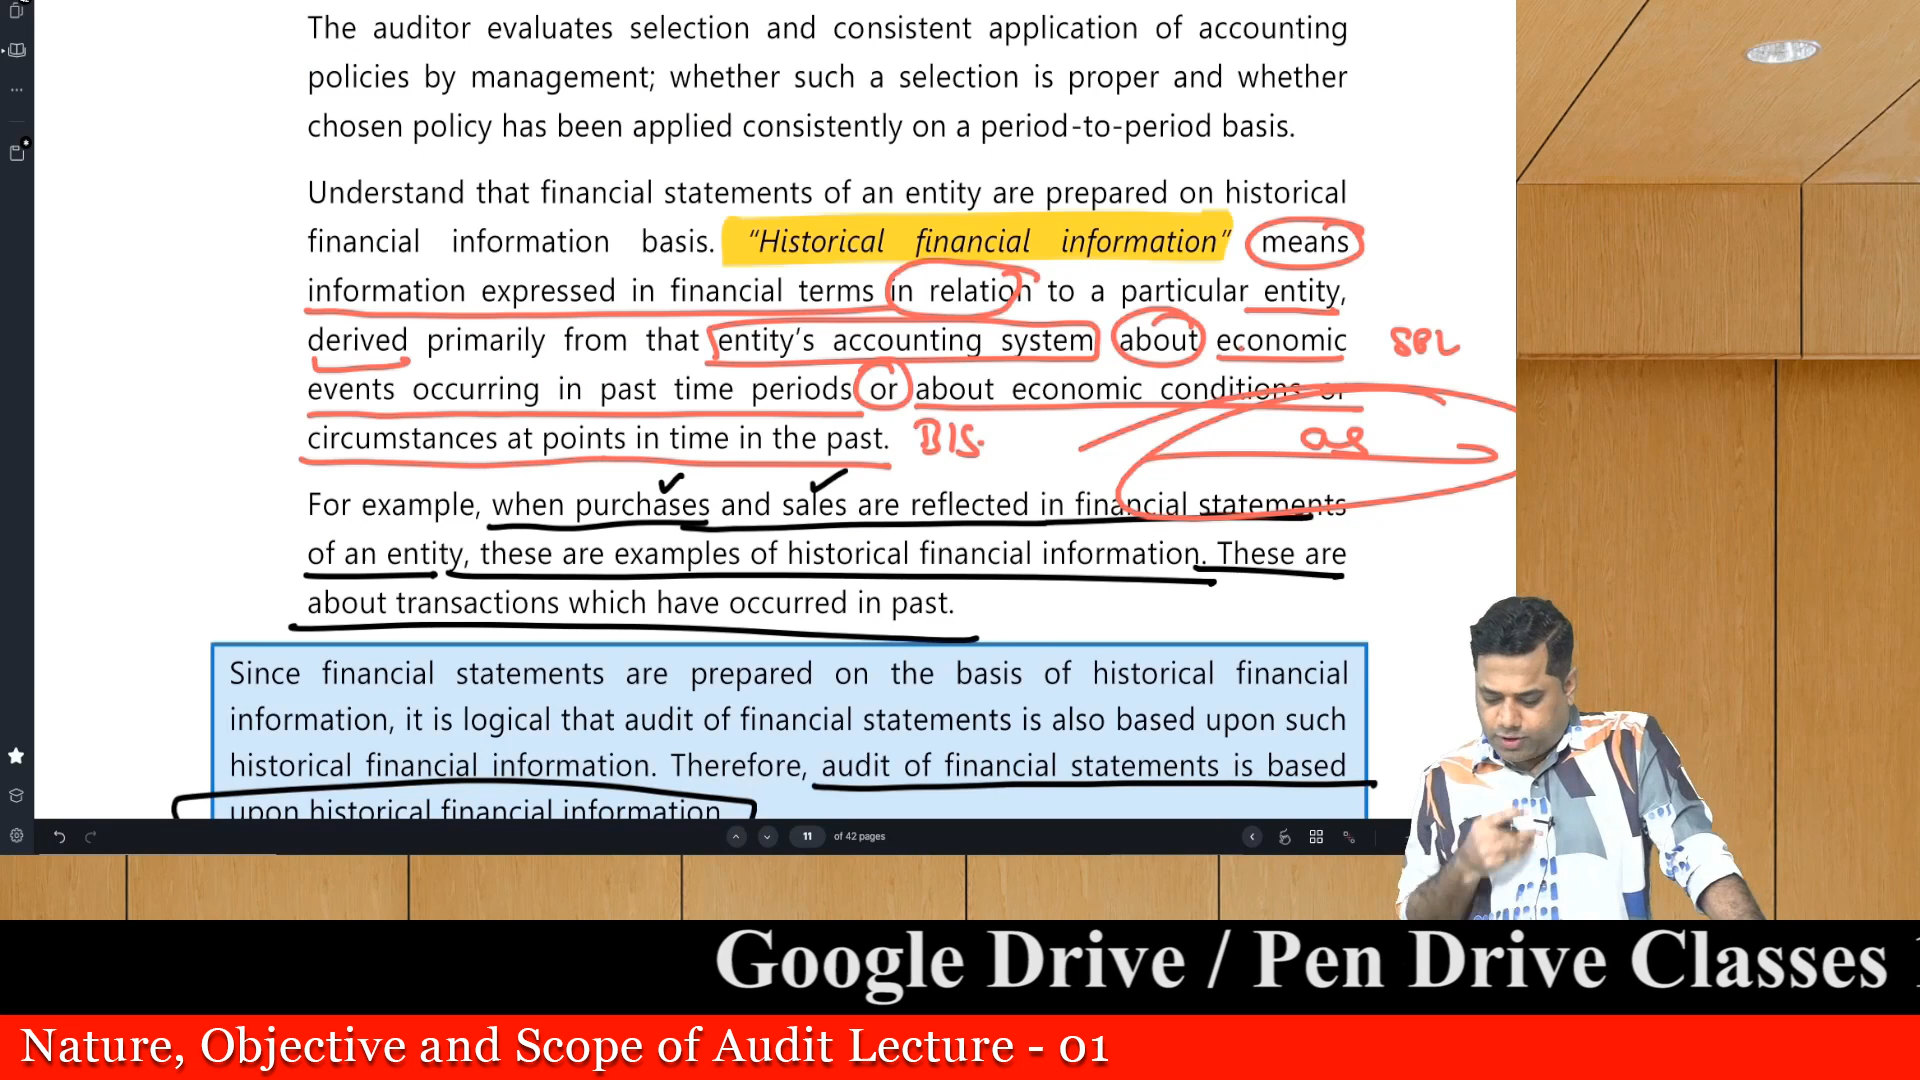 The auditor evaluates selection and consistent application of accounting
policies by management; whether such a selection is proper and whether
chosen policy has been applied consistently on a period-to-period basis.
Understand that financial statements of an entity are prepared on historical
financial information basis. “Historical financial information” means
information expressed in financial terms in relation to a particular entity,
derived primarily from that entity’s accounting system about economic
events occurring in past time periods or about economic conditions or
circumstances at points in time in the past. B/S.
For example, when purchases and sales are reflected in financial statements
of an entity, these are examples of historical financial information. These are
about transactions which have occurred in past.
Since financial statements are prepared on the basis of historical financial
information, it is logical that audit of financial statements is also based upon such
historical financial information. Therefore, audit of financial statements is based
upon historical financial information
11 of 42 pages
Google Drive / Pen Drive Classes
Nature, Objective and Scope of Audit Lecture - 01